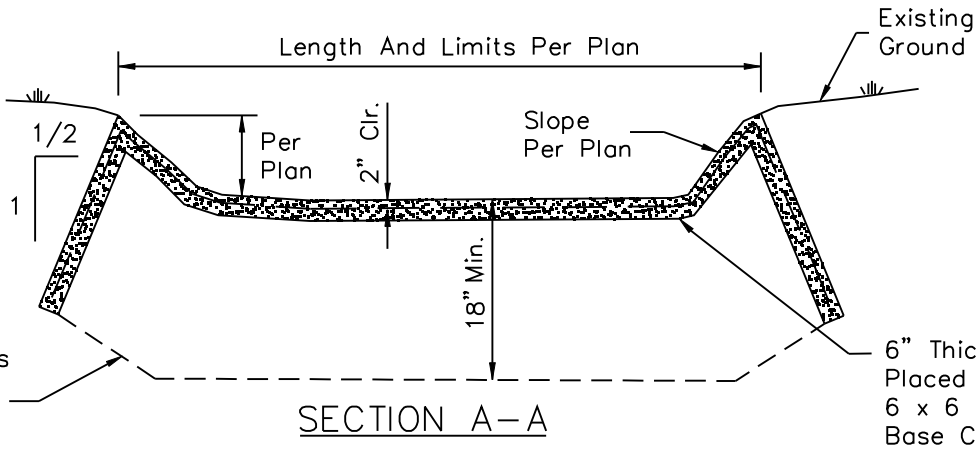 Existing
Ground
Length And Limits Per Plan
1/2
1
Per
Plan
2" Clr.
Slope
Per Plan
18" Min.
s
6" Thic
Placed
6 x 6
Base C
SECTION A-A